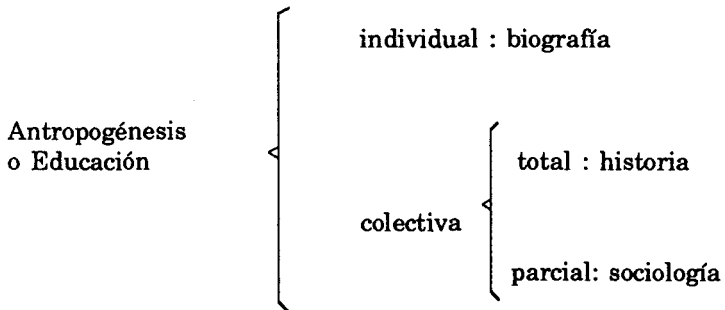 individual : biografía
Antropogénesis
o Educación
total : historia
colectiva
parcial: sociología